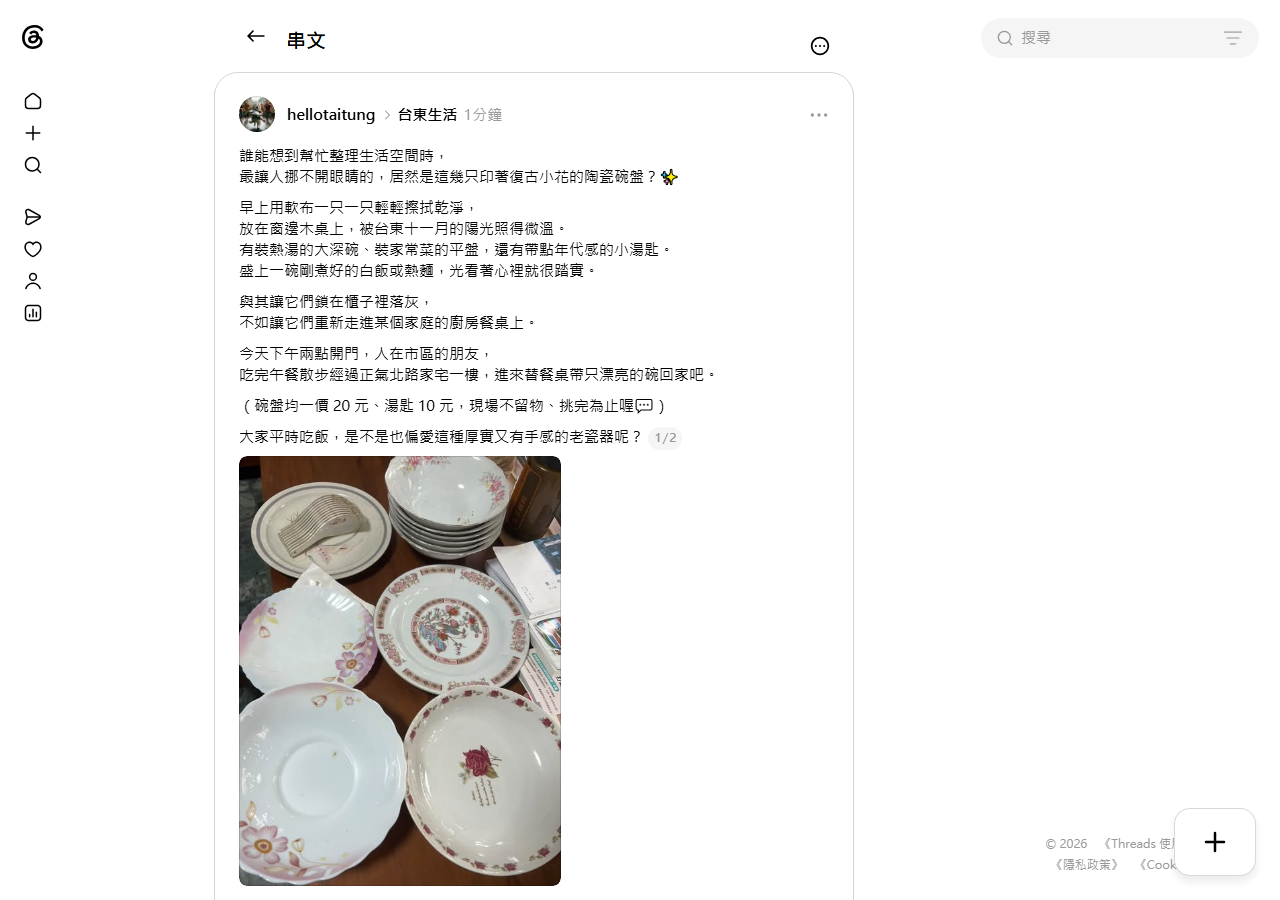 串文
搜尋
hellotaitung > 台東生活 1分鐘
誰能想到幫忙整理生活空間時，
最讓人挪不開眼睛的，居然是這幾只印著復古小花的陶瓷碗盤？✨
早上用軟布一只一只輕輕擦拭乾淨，
放在窗邊木桌上，被台東十一月的陽光照得微溫。
有裝熱湯的大深碗、裝家常菜的平盤，還有帶點年代感的小湯匙。
盛上一碗剛煮好的白飯或熱麵，光看著心裡就很踏實。
與其讓它們鎖在櫃子裡落灰，
不如讓它們重新走進某個家庭的廚房餐桌上。
今天下午兩點開門，人在市區的朋友，
吃完午餐散步經過正氣北路家宅一樓，進來替餐桌帶只漂亮的碗回家吧。
（碗盤均一價 20 元、湯匙 10 元，現場不留物、挑完為止喔💬）
大家平時吃飯，是不是也偏愛這種厚實又有手感的老瓷器呢？ 1/2
© 2026 《Threads 使
《隱私政策》 《Cook